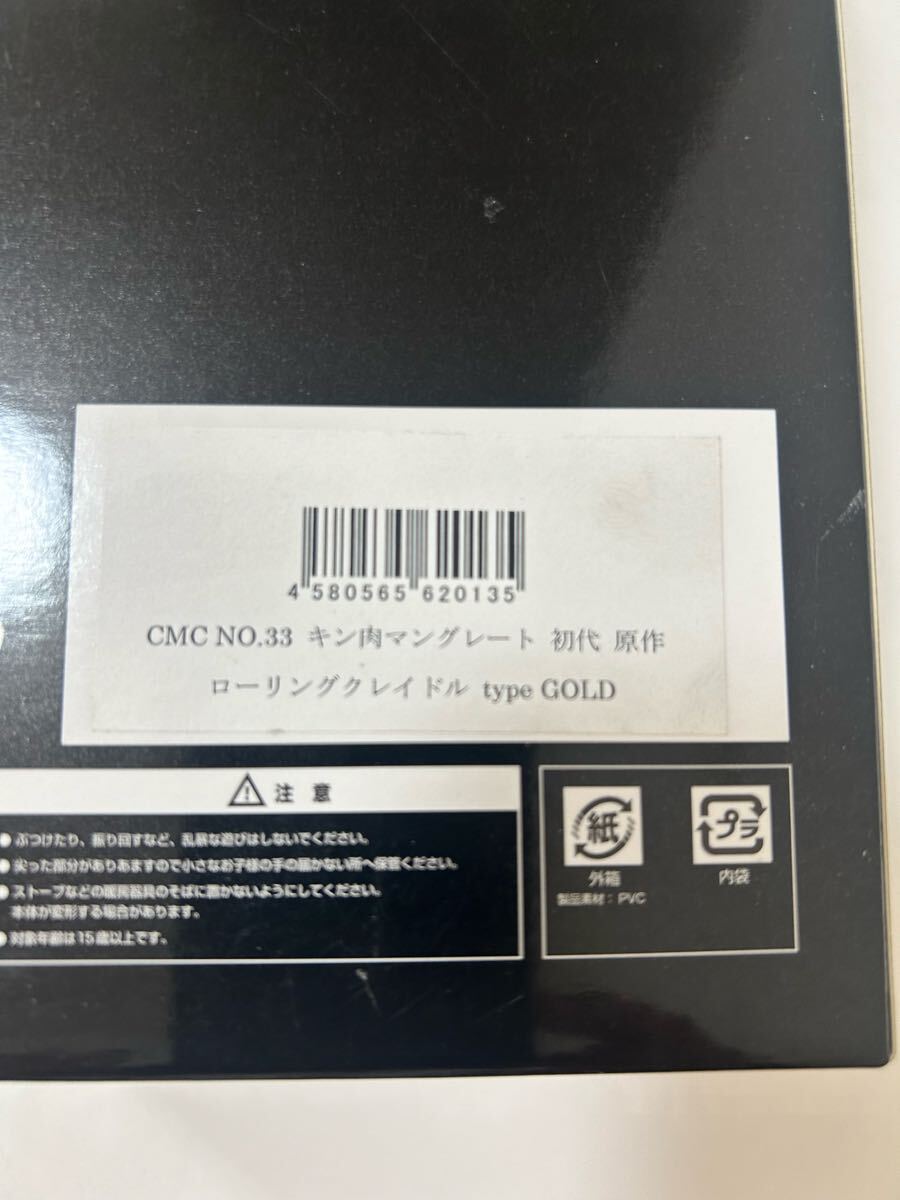 4 580565 620135
CMC NO.33 キン肉マングレート 初代 原作
ローリングクレイドル type GOLD
⚠ 注意
● ぶつけたり、振り回すなど、乱暴な遊びはしないでください。
● 尖った部分がありあますので小さなお子様の手の届かない所へ保管ください。
● ストーブなどの暖房器具のそばに置かないようにしてください。
本体が変形する場合があります。
● 対象年齢は15歳以上です。
紙
外箱
製品素材：PVC
プラ
内袋